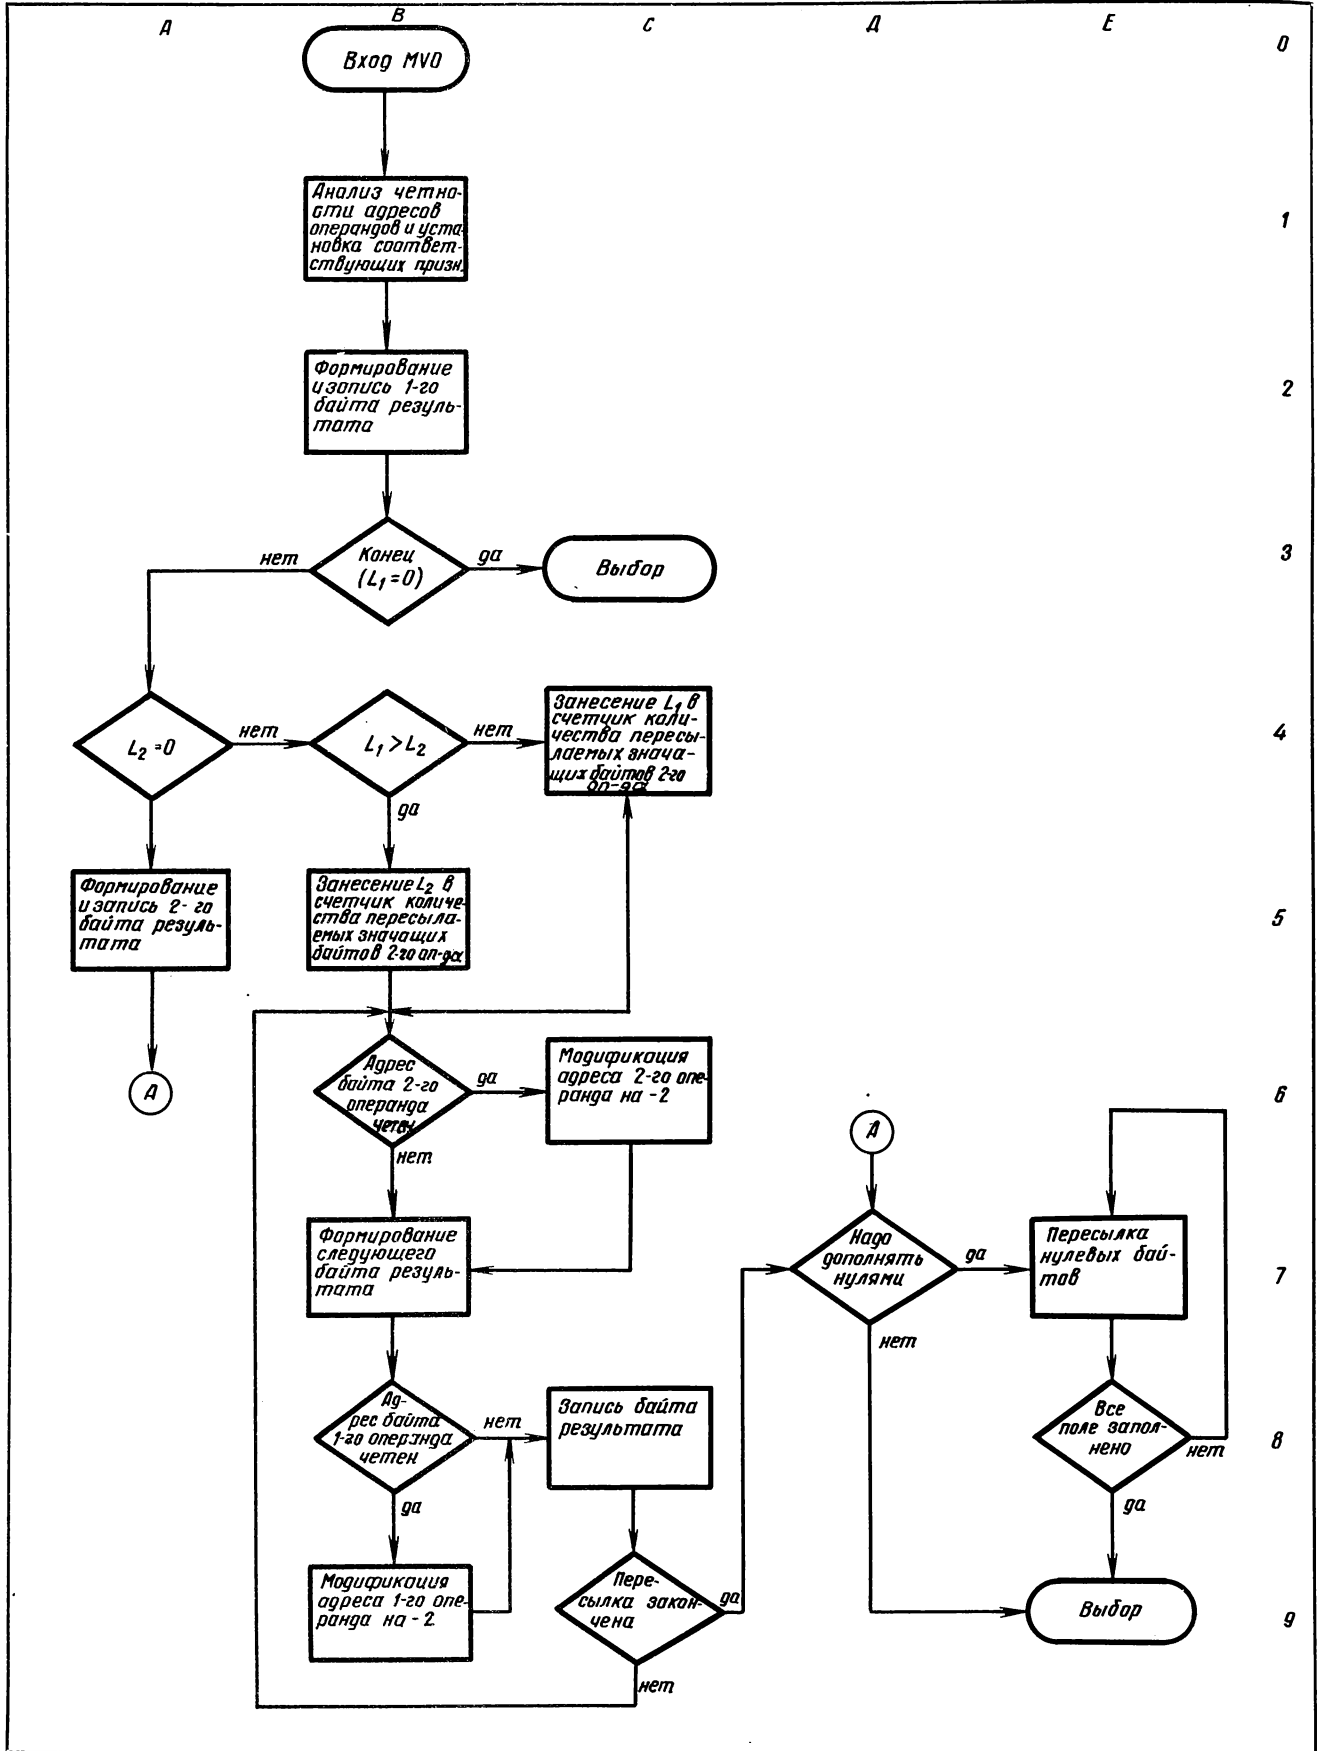 А
В
С
Д
Е
0
Вход MVO
Анализ четно-
сти адресов
операндов и уста-
новка соответ-
ствующих призн.
1
Формирование
и запись 1-го
байта резуль-
тата
2
Конец
(L₁=0)
нет
да
Выбор
3
L₂=0
нет
L₁>L₂
нет
да
Занесение L₁ в
счетчик коли-
чества пересы-
лаемых знача-
щих байтов 2-го
оп-да
4
Формирование
и запись 2-го
байта резуль-
тата
Занесение L₂ в
счетчик количе-
ства пересыла-
емых значащих
байтов 2-го оп-да
5
А
Адрес
байта 2-го
операнда
четен
да
нет
Модификация
адреса 2-го опе-
ранда на -2
6
А
Формирование
следующего
байта резуль-
тата
Надо
дополнять
нулями
да
нет
Пересылка
нулевых бай-
тов
7
Ад-
рес байта
1-го операнда
четен
нет
да
Запись байта
результата
Все
поле запол-
нено
нет
да
8
Модификация
адреса 1-го опе-
ранда на -2
Пере-
сылка закон-
чена
да
нет
Выбор
9